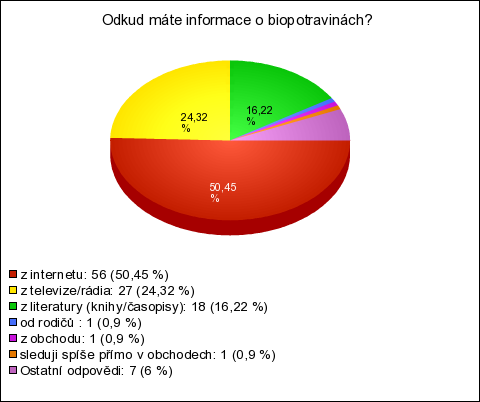 Odkud máte informace o biopotravinách?
24,32
%
16,22
%
50,45
%
z internetu: 56 (50,45 %)
z televize/rádia: 27 (24,32 %)
z literatury (knihy/časopisy): 18 (16,22 %)
od rodičů : 1 (0,9 %)
z obchodu: 1 (0,9 %)
sleduji spíše přímo v obchodech: 1 (0,9 %)
Ostatní odpovědi: 7 (6 %)